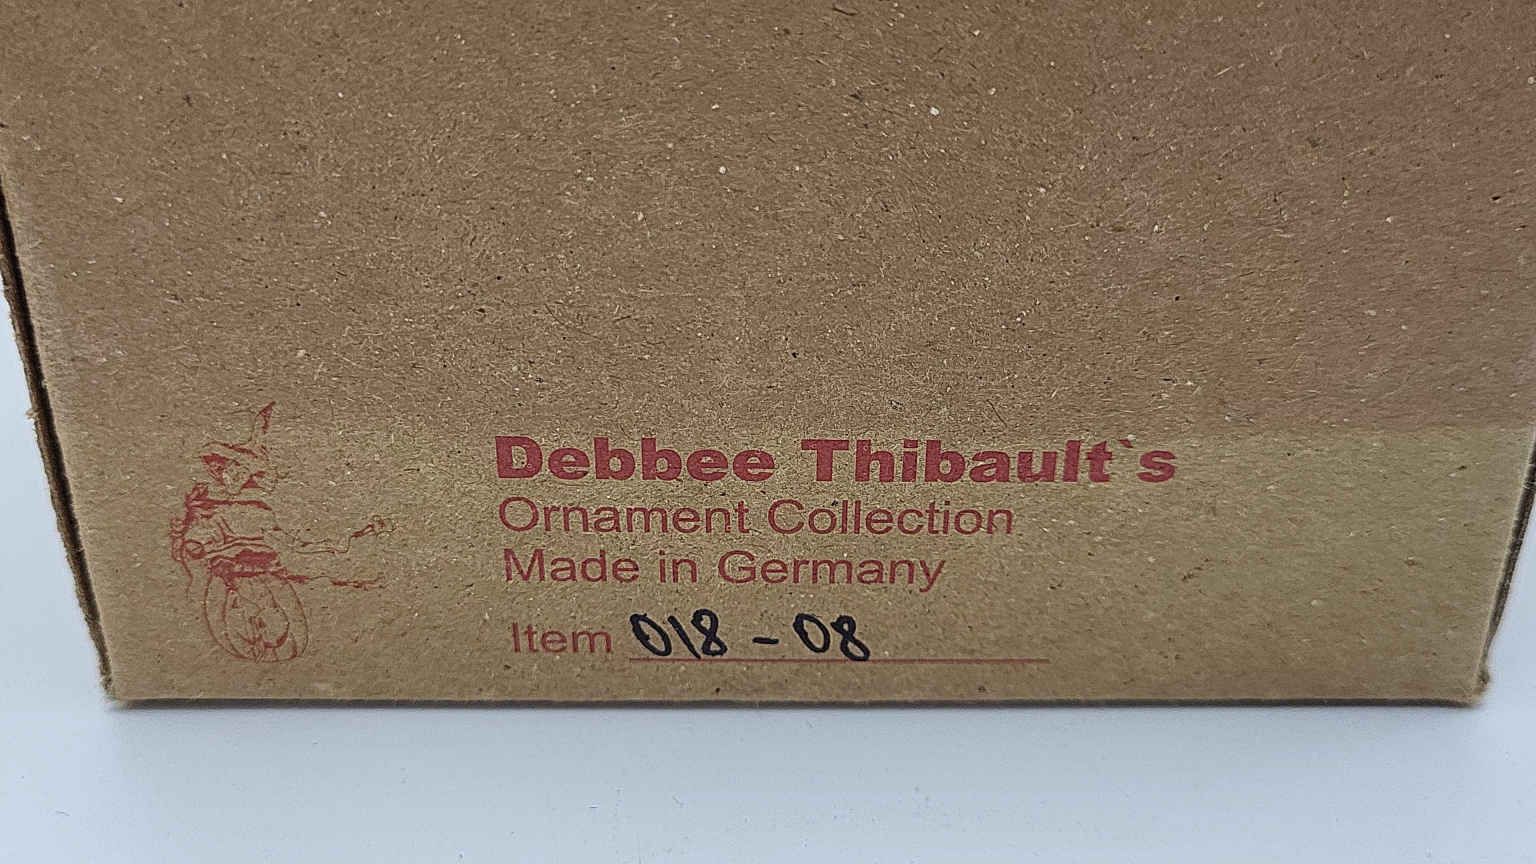 Debbee Thibault`s
Ornament Collection
Made in Germany
Item 018-08